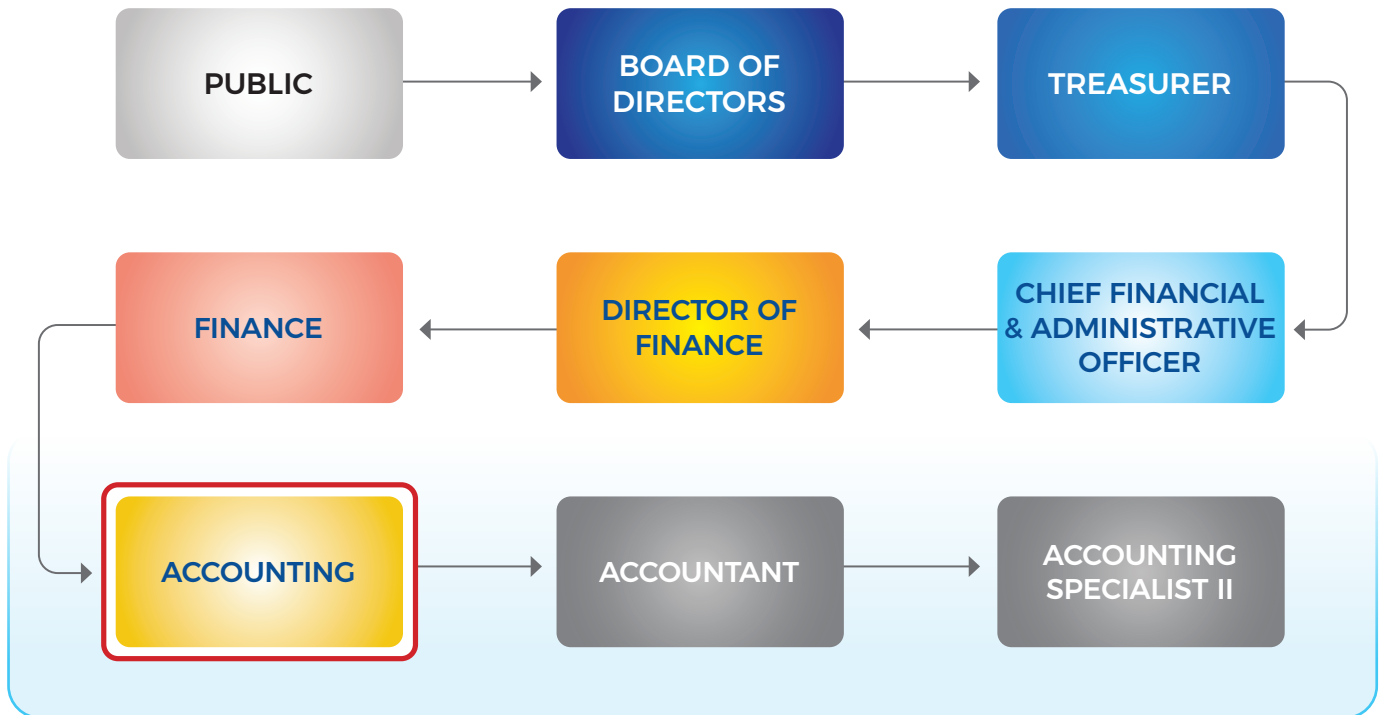 PUBLIC
BOARD OF
DIRECTORS
TREASURER
CHIEF FINANCIAL
& ADMINISTRATIVE
OFFICER
DIRECTOR OF
FINANCE
FINANCE
ACCOUNTING
ACCOUNTANT
ACCOUNTING
SPECIALIST II